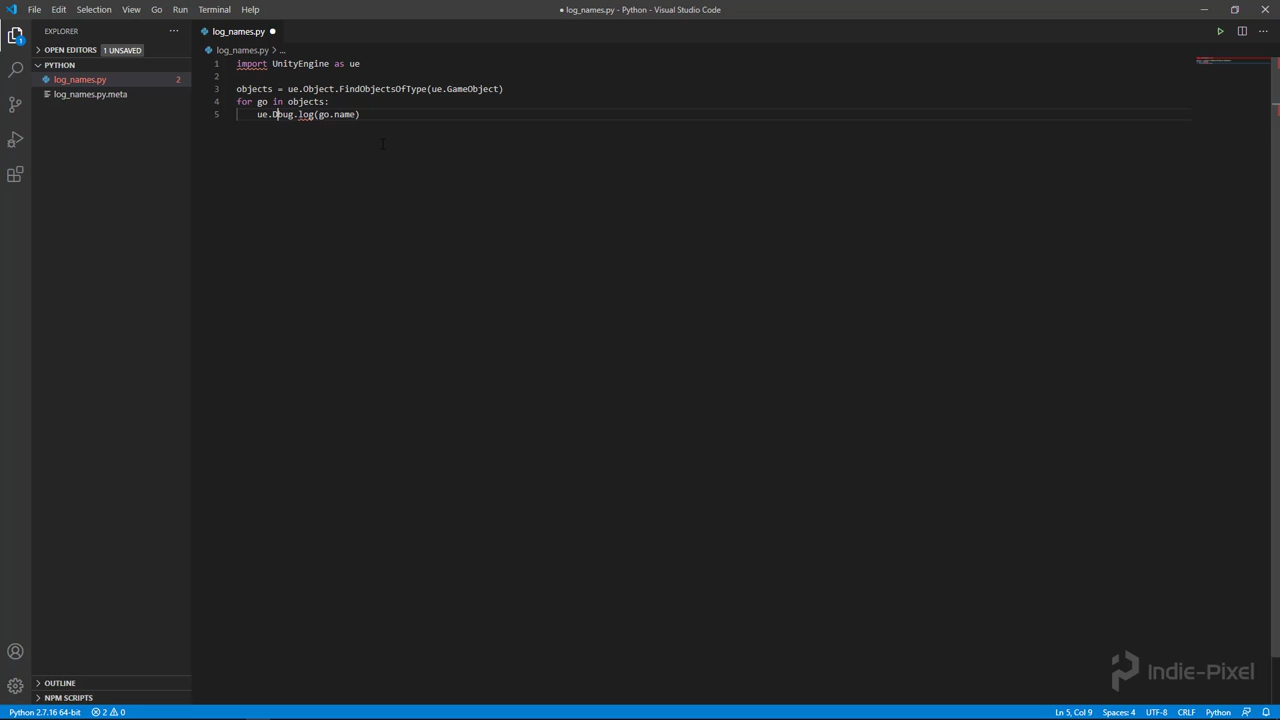 File Edit Selection View Go Run Terminal Help
● log_names.py - Python - Visual Studio Code
EXPLORER
OPEN EDITORS 1 UNSAVED
PYTHON
log_names.py 2
log_names.py.meta
OUTLINE
NPM SCRIPTS
1
log_names.py
log_names.py > ...
1 import UnityEngine as ue
2
3 objects = ue.Object.FindObjectsOfType(ue.GameObject)
4 for go in objects:
5 ue.Dbug.log(go.name)
Indie-Pixel
Python 2.7.16 64-bit 2 0
Ln 5, Col 9 Spaces: 4 UTF-8 CRLF Python